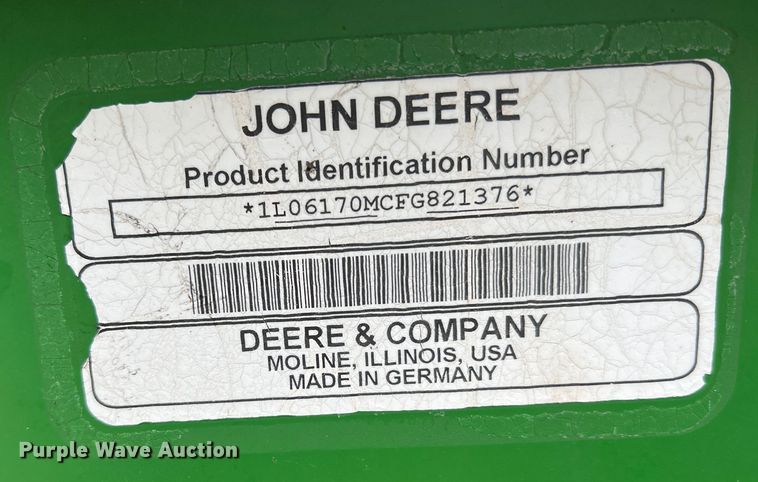 JOHN DEERE
Product Identification Number
*1L06170MCFG821376*
DEERE & COMPANY
MOLINE, ILLINOIS, USA
MADE IN GERMANY
Purple Wave Auction